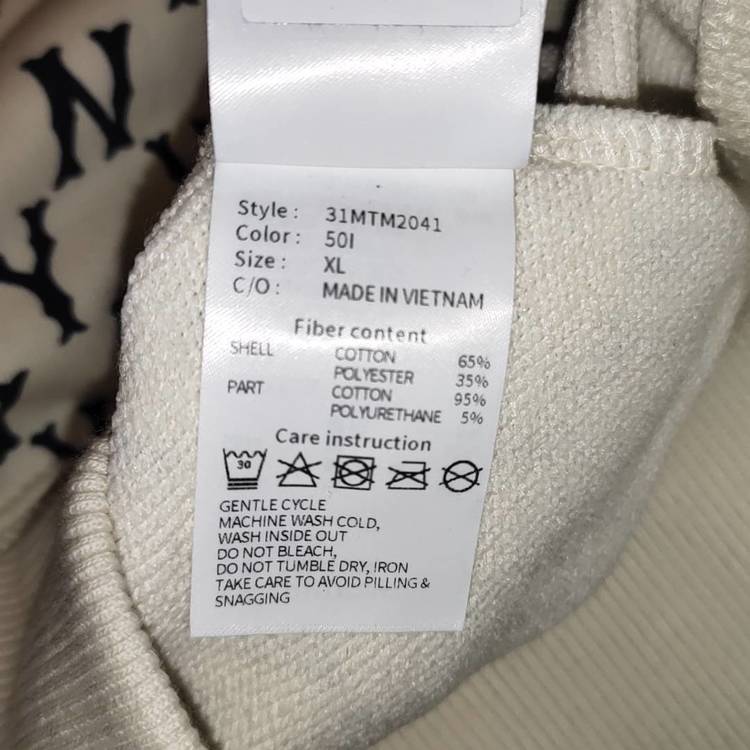 N
Y
Style : 31MTM2041
Color : 50I
Size : XL
C/O : MADE IN VIETNAM
Fiber content
SHELL COTTON 65%
POLYESTER 35%
PART COTTON 95%
POLYURETHANE 5%
Care instruction
30
GENTLE CYCLE
MACHINE WASH COLD,
WASH INSIDE OUT
DO NOT BLEACH,
DO NOT TUMBLE DRY, IRON
TAKE CARE TO AVOID PILLING &
SNAGGING